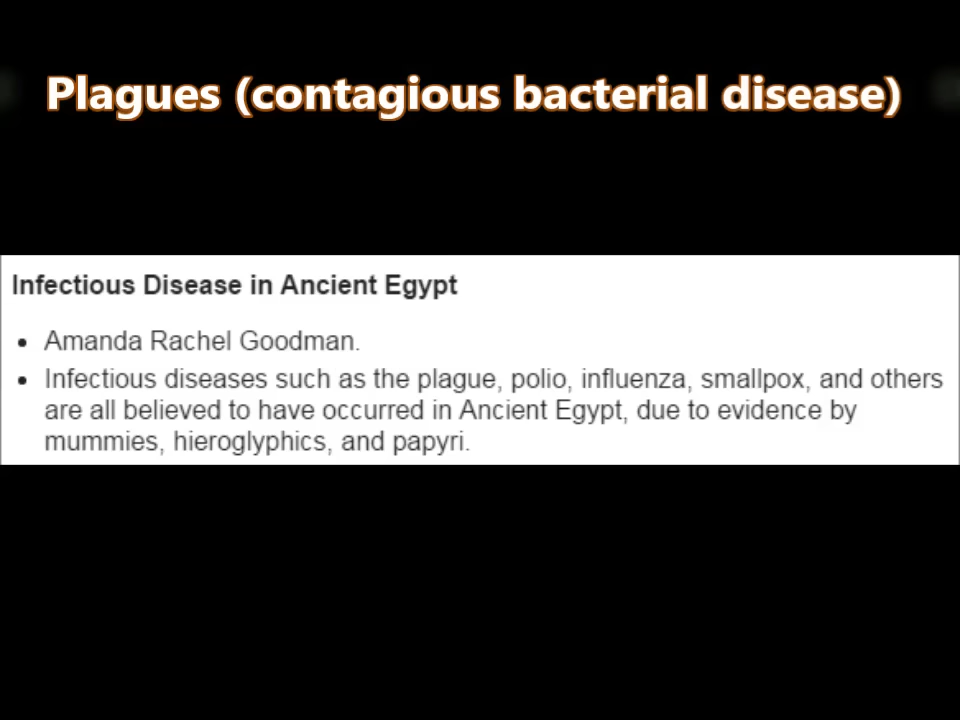 Plagues (contagious bacterial disease)
Infectious Disease in Ancient Egypt
• Amanda Rachel Goodman.
• Infectious diseases such as the plague, polio, influenza, smallpox, and others
are all believed to have occurred in Ancient Egypt, due to evidence by
mummies, hieroglyphics, and papyri.